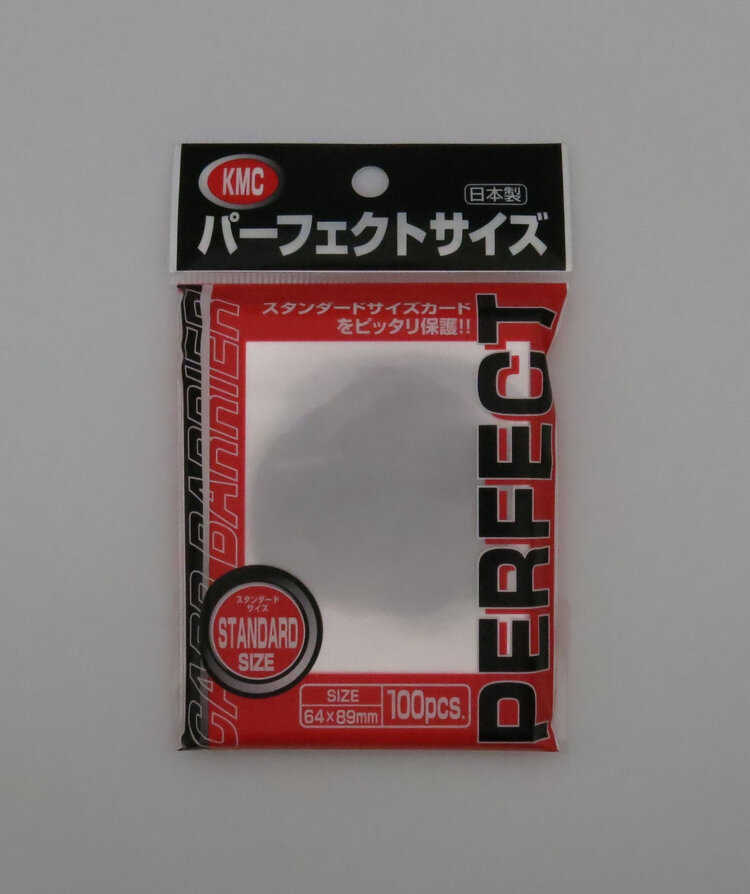 KMC
日本製
パーフェクトサイズ
スタンダードサイズカード
をピッタリ保護!!
PERFECT
CARD BARRIER
スタンダード
サイズ
STANDARD
SIZE
SIZE
64×89mm
100pcs.